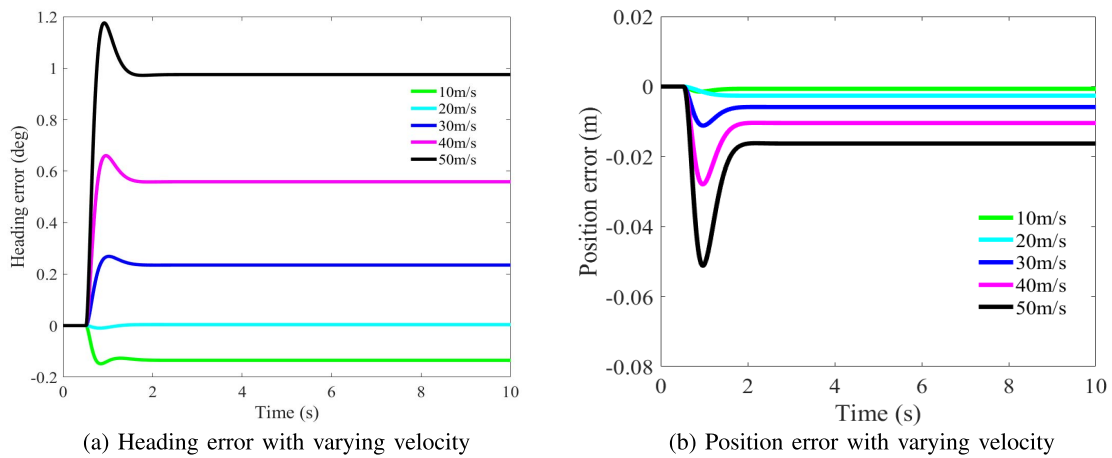 Heading error (deg)
1.2
1
0.8
0.6
0.4
0.2
0
-0.2
10m/s
20m/s
30m/s
40m/s
50m/s
0 2 4 6 8 10
Time (s)
(a) Heading error with varying velocity
Position error (m)
0.02
0
-0.02
-0.04
-0.06
-0.08
10m/s
20m/s
30m/s
40m/s
50m/s
0 2 4 6 8 10
Time (s)
(b) Position error with varying velocity